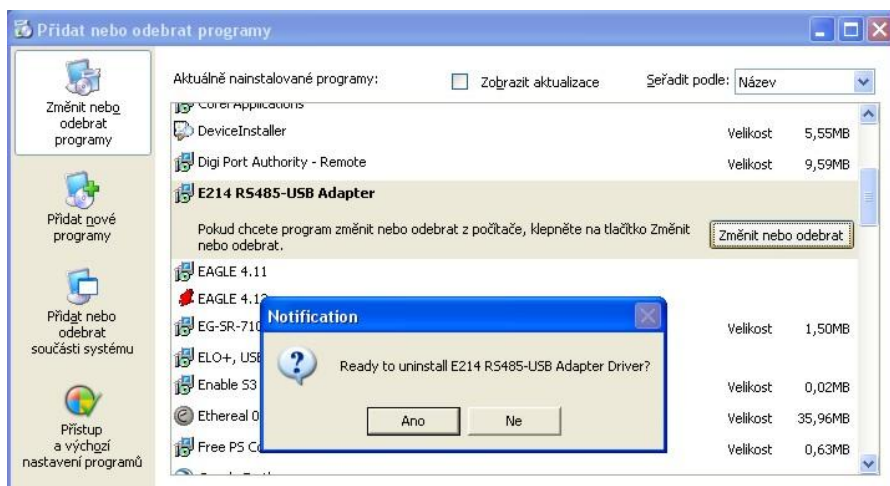 Přidat nebo odebrat programy
Aktuálně nainstalované programy:
Zobrazit aktualizace
Seřadit podle:
Název
Změnit nebo
odebrat
programy
Přidat nové
programy
Přidat nebo
odebrat
součásti systému
Přístup
a výchozí
nastavení programů
Corel Applications
DeviceInstaller Velikost 5,55MB
Digi Port Authority - Remote Velikost 9,59MB
E214 RS485-USB Adapter
Pokud chcete program změnit nebo odebrat z počítače, klepněte na tlačítko Změnit
nebo odebrat.
Změnit nebo odebrat
EAGLE 4.11
EAGLE 4.12
EG-SR-710 Velikost 1,50MB
ELO+, USB
Enable S3 Velikost 0,02MB
Ethereal 0 Velikost 35,96MB
Free PS Velikost 0,63MB
Notification
Ready to uninstall E214 RS485-USB Adapter Driver?
Ano
Ne